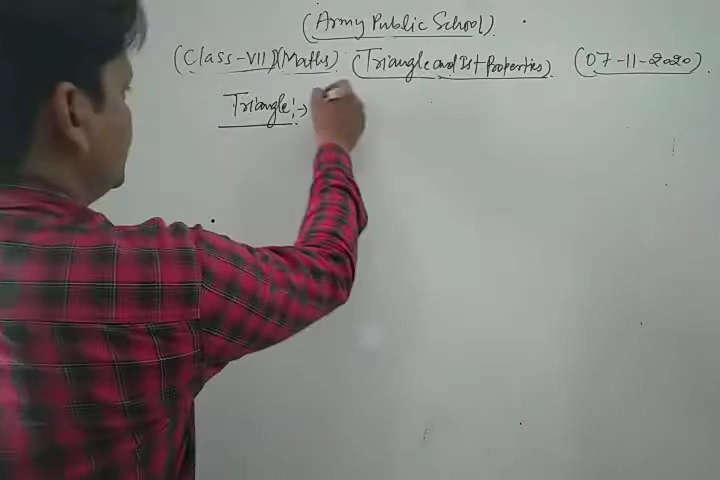 (Army Public School).
(Class-VII)(Maths) (Triangle and Its Properties) (07-11-2020)
Triangle:→